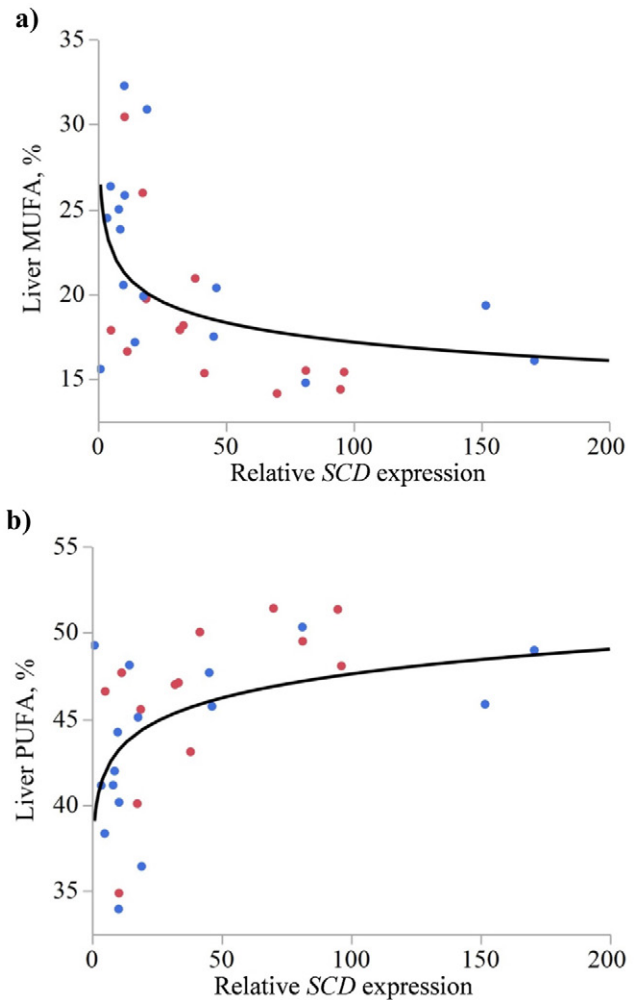 a)
35
30
25
20
15
Liver MUFA, %
0 50 100 150 200
Relative SCD expression
b)
55
50
45
40
35
Liver PUFA, %
0 50 100 150 200
Relative SCD expression